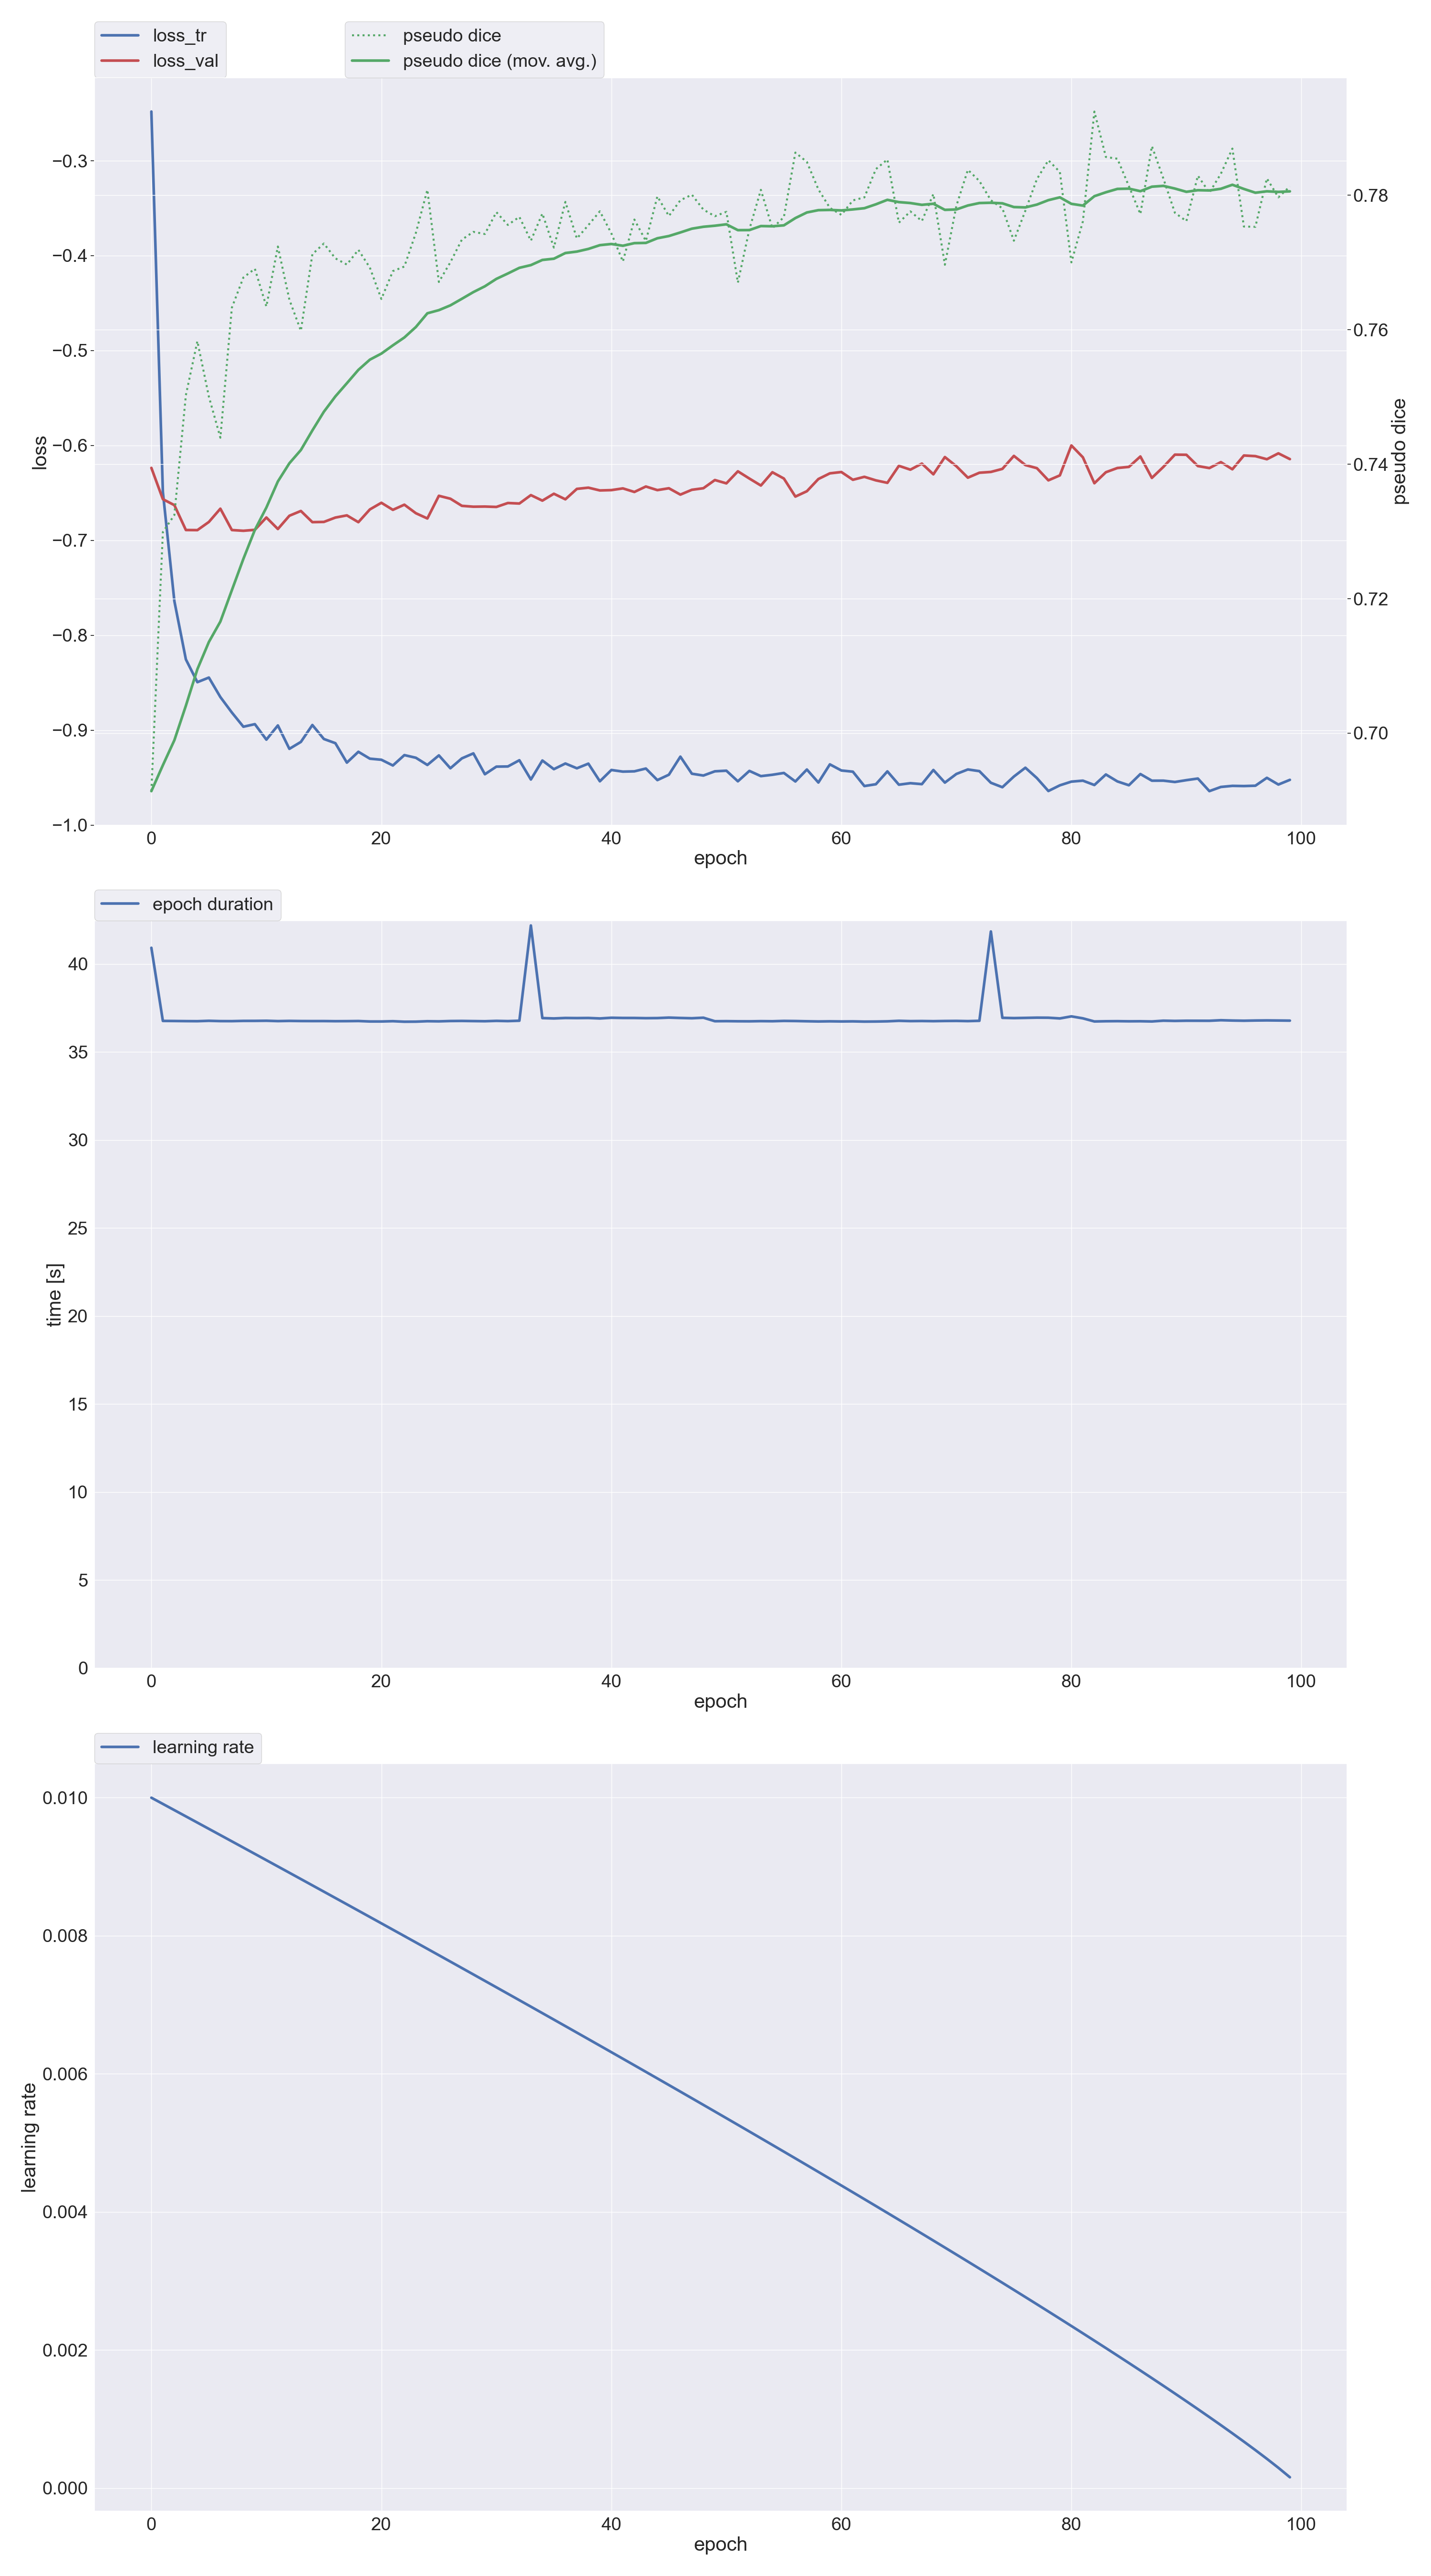 loss_tr
loss_val
pseudo dice
pseudo dice (mov. avg.)
−0.3
−0.4
−0.5
−0.6
−0.7
−0.8
−0.9
−1.0
loss
0.78
0.76
0.74
0.72
0.70
pseudo dice
0 20 40 60 80 100
epoch
epoch duration
40
35
30
25
20
15
10
5
0
time [s]
0 20 40 60 80 100
epoch
learning rate
0.010
0.008
0.006
0.004
0.002
0.000
learning rate
0 20 40 60 80 100
epoch